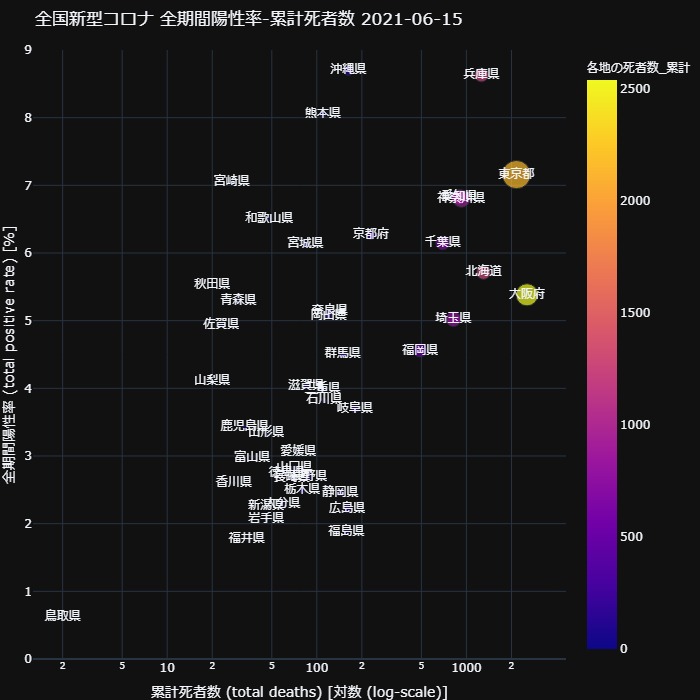 全国新型コロナ 全期間陽性率-累計死者数 2021-06-15
各地の死者数_累計
2500
2000
1500
1000
500
0
全期間陽性率 (total positive rate) [%]
9
8
7
6
5
4
3
2
1
0
沖縄県
兵庫県
熊本県
東京都
宮崎県
神奈川県
和歌山県
京都府
宮城県
千葉県
北海道
秋田県
大阪府
青森県
奈良県
岡山県
埼玉県
佐賀県
福岡県
群馬県
山梨県
滋賀県
石川県
岐阜県
鹿児島県
山形県
愛媛県
富山県
山口県
香川県
栃木県
静岡県
大分県
新潟県
広島県
岩手県
福島県
福井県
鳥取県
2 5 10 2 5 100 2 5 1000 2
累計死者数 (total deaths) [対数 (log-scale)]